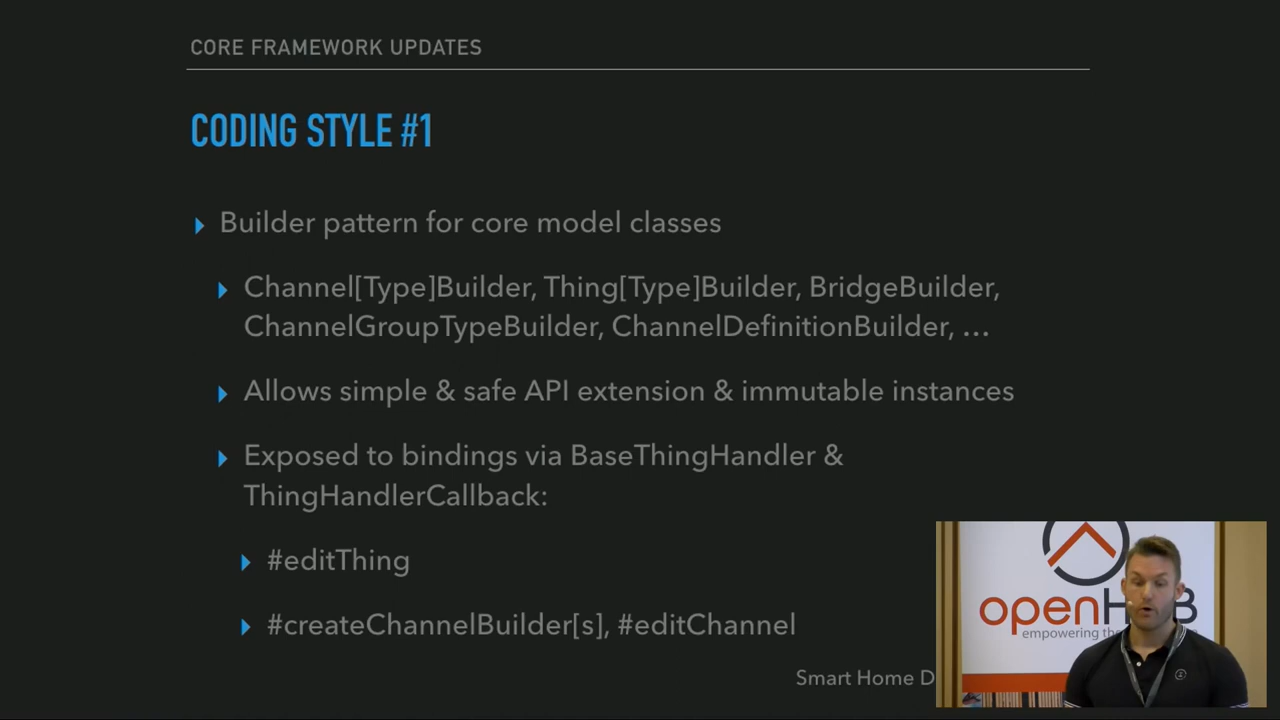 CORE FRAMEWORK UPDATES
CODING STYLE #1
Builder pattern for core model classes
Channel[Type]Builder, Thing[Type]Builder, BridgeBuilder,
ChannelGroupTypeBuilder, ChannelDefinitionBuilder, …
Allows simple & safe API extension & immutable instances
Exposed to bindings via BaseThingHandler &
ThingHandlerCallback:
#editThing
#createChannelBuilder[s], #editChannel
Smart Home D
openHAB
empowering the